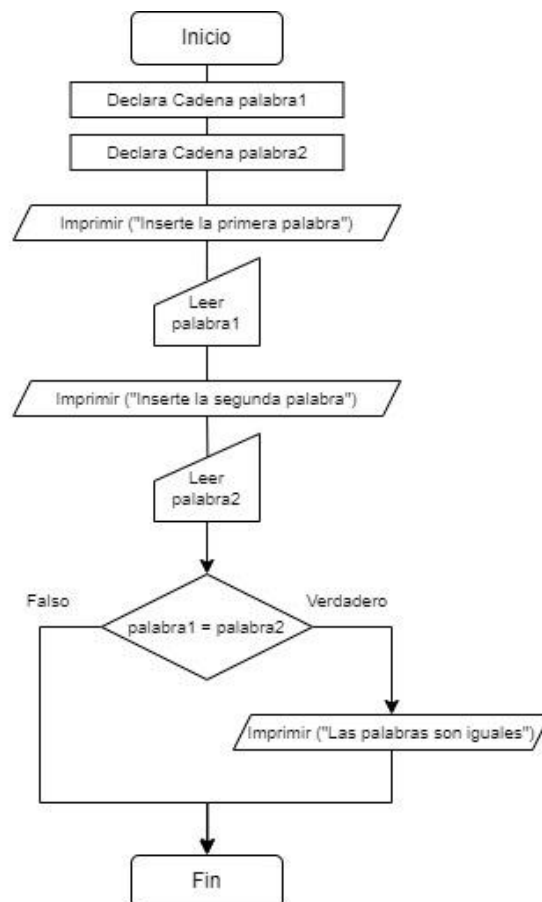 Inicio
Declara Cadena palabra1
Declara Cadena palabra2
Imprimir ("Inserte la primera palabra")
Leer
palabra1
Imprimir ("Inserte la segunda palabra")
Leer
palabra2
Falso
Verdadero
palabra1 = palabra2
Imprimir ("Las palabras son iguales")
Fin